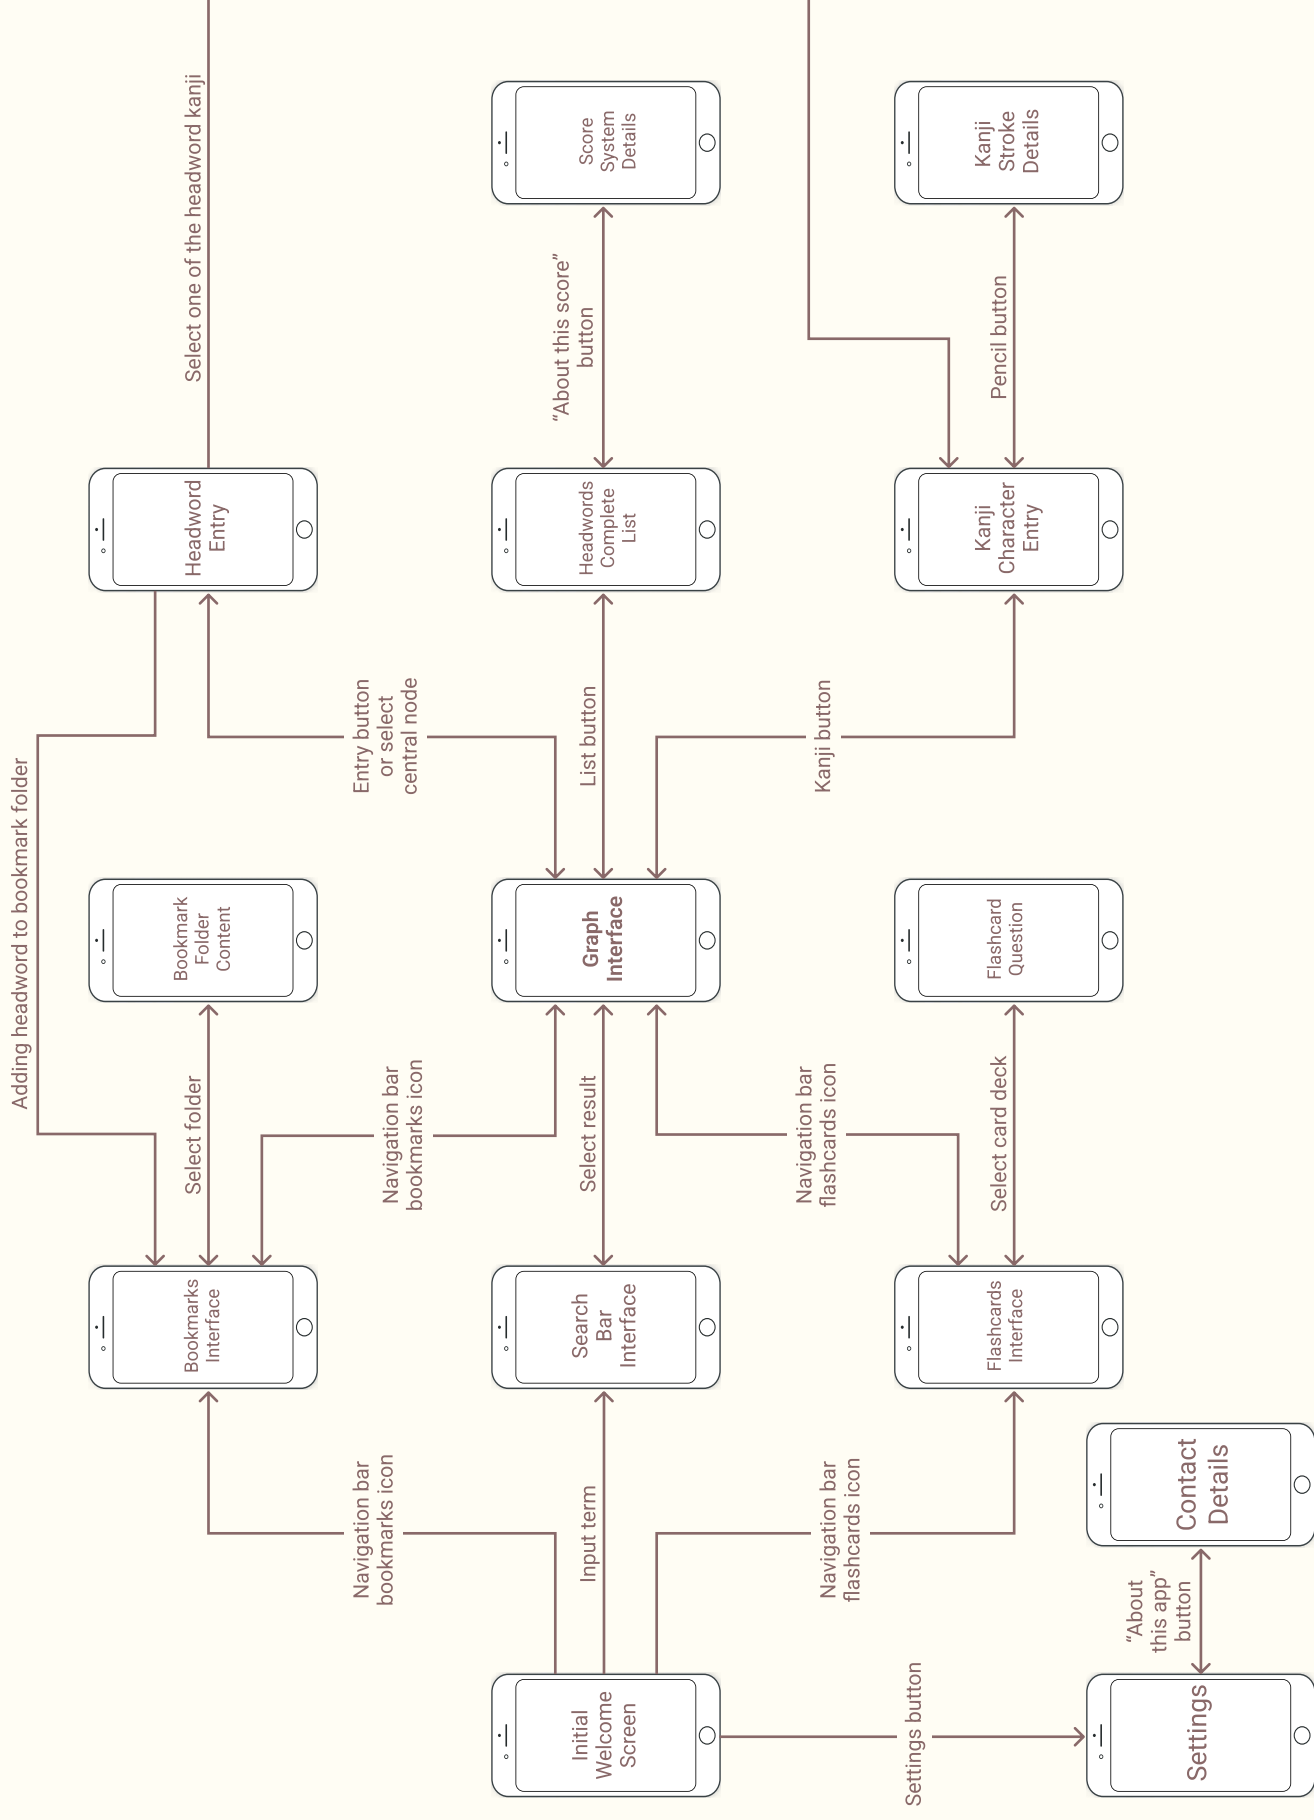 Adding headword to bookmark folder
Select one of the headword kanji
Navigation bar
bookmarks icon
Bookmarks
Interface
Select folder
Bookmark
Folder
Content
Headword
Entry
Navigation bar
bookmarks icon
Entry button
or select
central node
Initial
Welcome
Screen
Input term
Search
Bar
Interface
Select result
Graph
Interface
List button
Headwords
Complete
List
“About this score”
button
Score
System
Details
Navigation bar
flashcards icon
Navigation bar
flashcards icon
Kanji button
Settings button
Flashcards
Interface
Select card deck
Flashcard
Question
Kanji
Character
Entry
Pencil button
Kanji
Stroke
Details
Settings
“About
this app”
button
Contact
Details